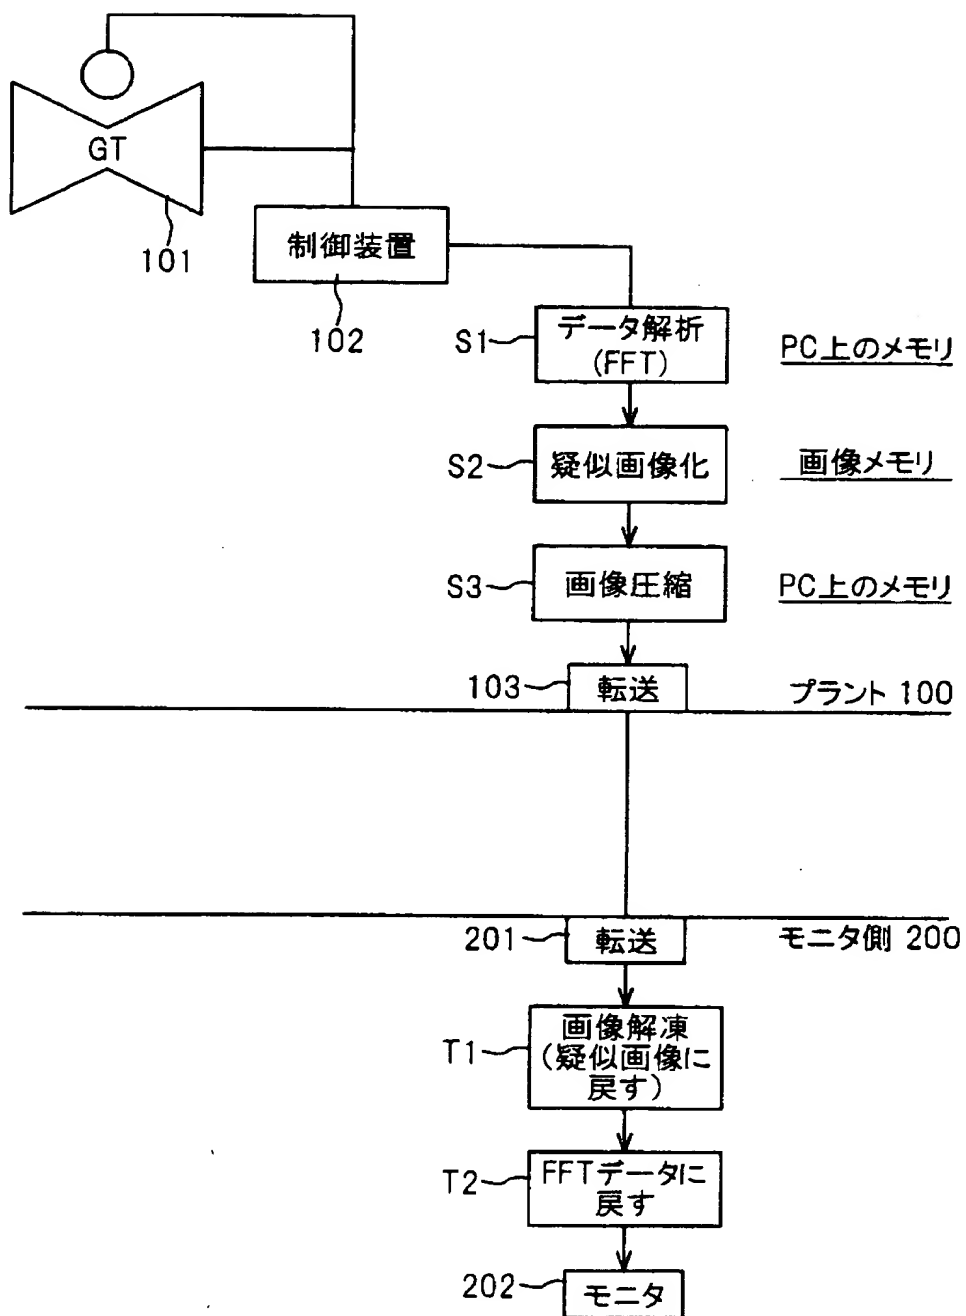 GT
101
制御装置
102
S1
データ解析
(FFT)
PC上のメモリ
S2
疑似画像化
画像メモリ
S3
画像圧縮
PC上のメモリ
103
転送
プラント 100
201
転送
モニタ側 200
T1
画像解凍
(疑似画像に
戻す)
T2
FFTデータに
戻す
202
モニタ